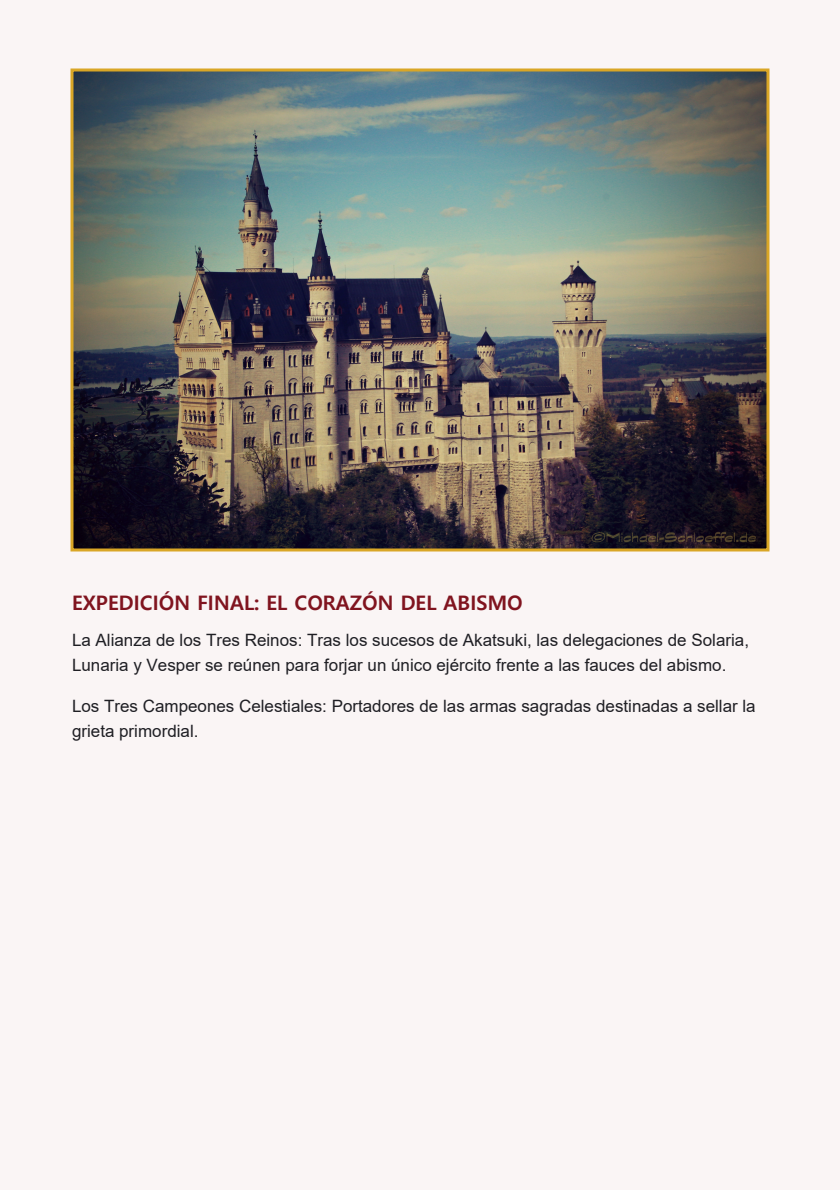 ©Michael-Schloeffel.de
EXPEDICIÓN FINAL: EL CORAZÓN DEL ABISMO
La Alianza de los Tres Reinos: Tras los sucesos de Akatsuki, las delegaciones de Solaria,
Lunaria y Vesper se reúnen para forjar un único ejército frente a las fauces del abismo.
Los Tres Campeones Celestiales: Portadores de las armas sagradas destinadas a sellar la
grieta primordial.